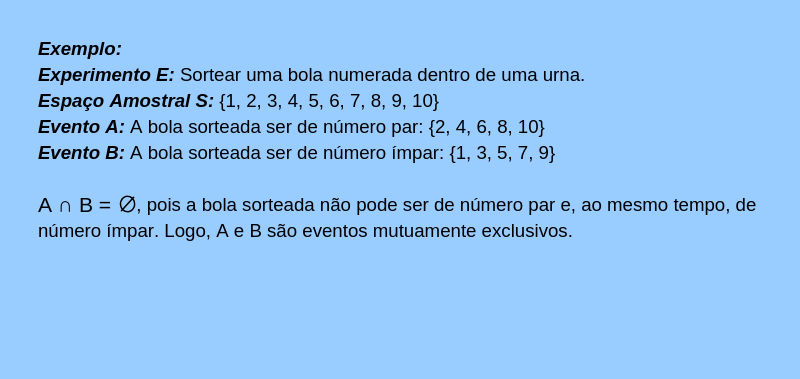 Exemplo:
Experimento E: Sortear uma bola numerada dentro de uma urna.
Espaço Amostral S: {1, 2, 3, 4, 5, 6, 7, 8, 9, 10}
Evento A: A bola sorteada ser de número par: {2, 4, 6, 8, 10}
Evento B: A bola sorteada ser de número ímpar: {1, 3, 5, 7, 9}
A ∩ B = ∅, pois a bola sorteada não pode ser de número par e, ao mesmo tempo, de
número ímpar. Logo, A e B são eventos mutuamente exclusivos.